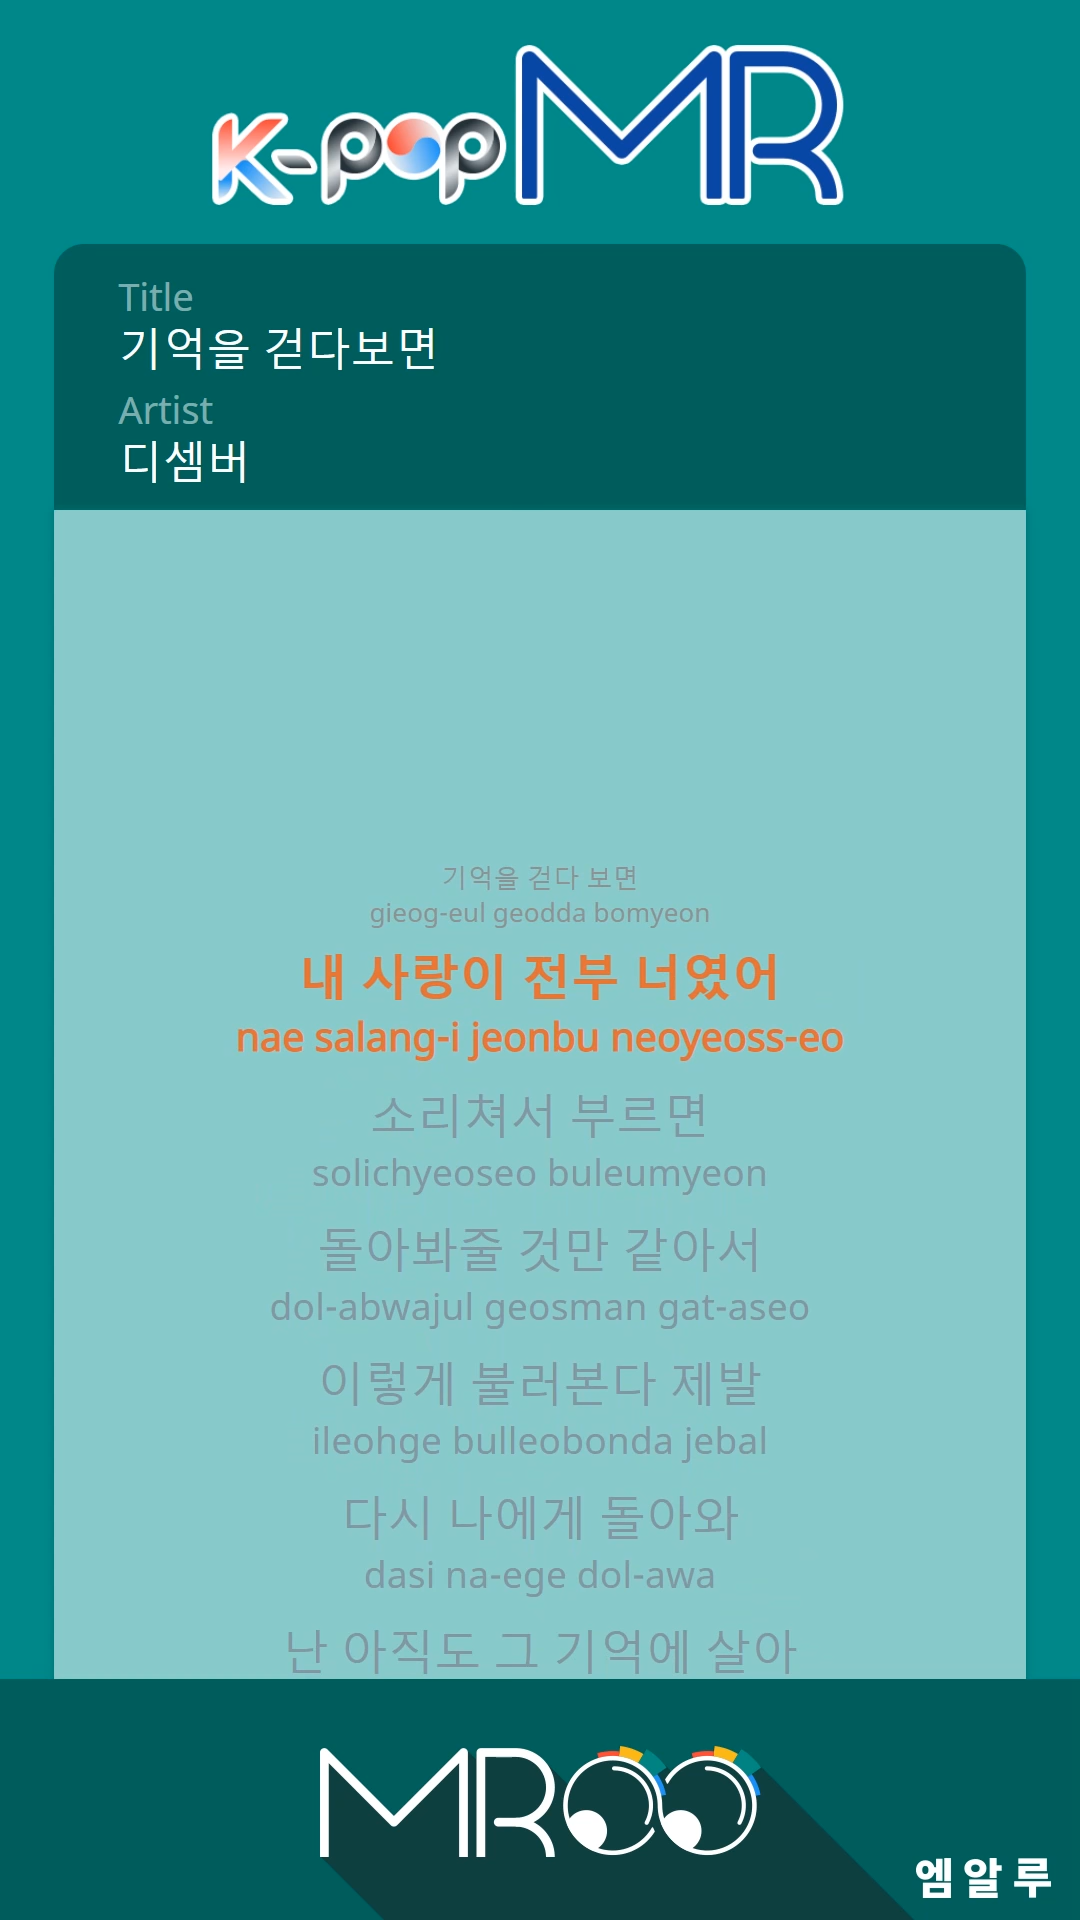 K-pop MR
Title
기억을 걷다보면
Artist
디셈버
기억을 걷다 보면
gieog-eul geodda bomyeon
내 사랑이 전부 너였어
nae salang-i jeonbu neoyeoss-eo
소리쳐서 부르면
solichyeoseo buleumyeon
돌아봐줄 것만 같아서
dol-abwajul geosman gat-aseo
이렇게 불러본다 제발
ileohge bulleobonda jebal
다시 나에게 돌아와
dasi na-ege dol-awa
난 아직도 그 기억에 살아
MROO
엠알루